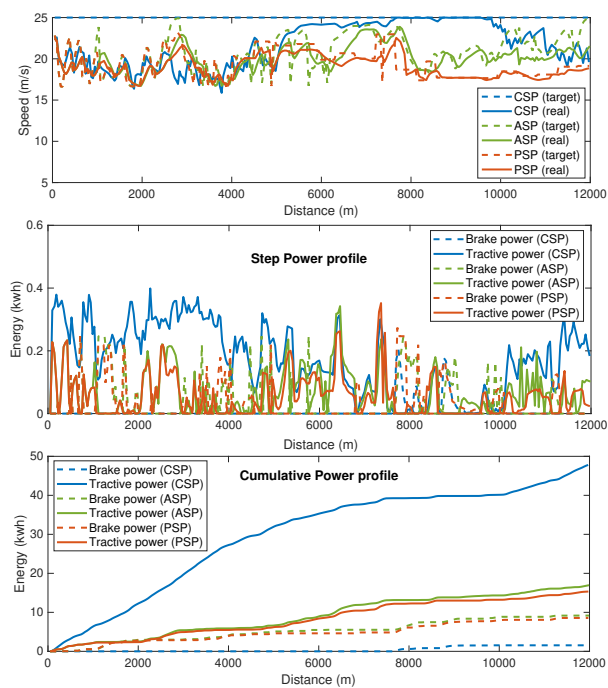 25
20
15
10
5
Speed (m/s)
CSP (target)
CSP (real)
ASP (target)
ASP (real)
PSP (target)
PSP (real)
0 2000 4000 6000 8000 10000 12000
Distance (m)
0.6
0.4
0.2
0
Energy (kwh)
Step Power profile
Brake power (CSP)
Tractive power (CSP)
Brake power (ASP)
Tractive power (ASP)
Brake power (PSP)
Tractive power (PSP)
0 2000 4000 6000 8000 10000 12000
Distance (m)
50
40
30
20
10
0
Energy (kwh)
Cumulative Power profile
Brake power (CSP)
Tractive power (CSP)
Brake power (ASP)
Tractive power (ASP)
Brake power (PSP)
Tractive power (PSP)
0 2000 4000 6000 8000 10000 12000
Distance (m)